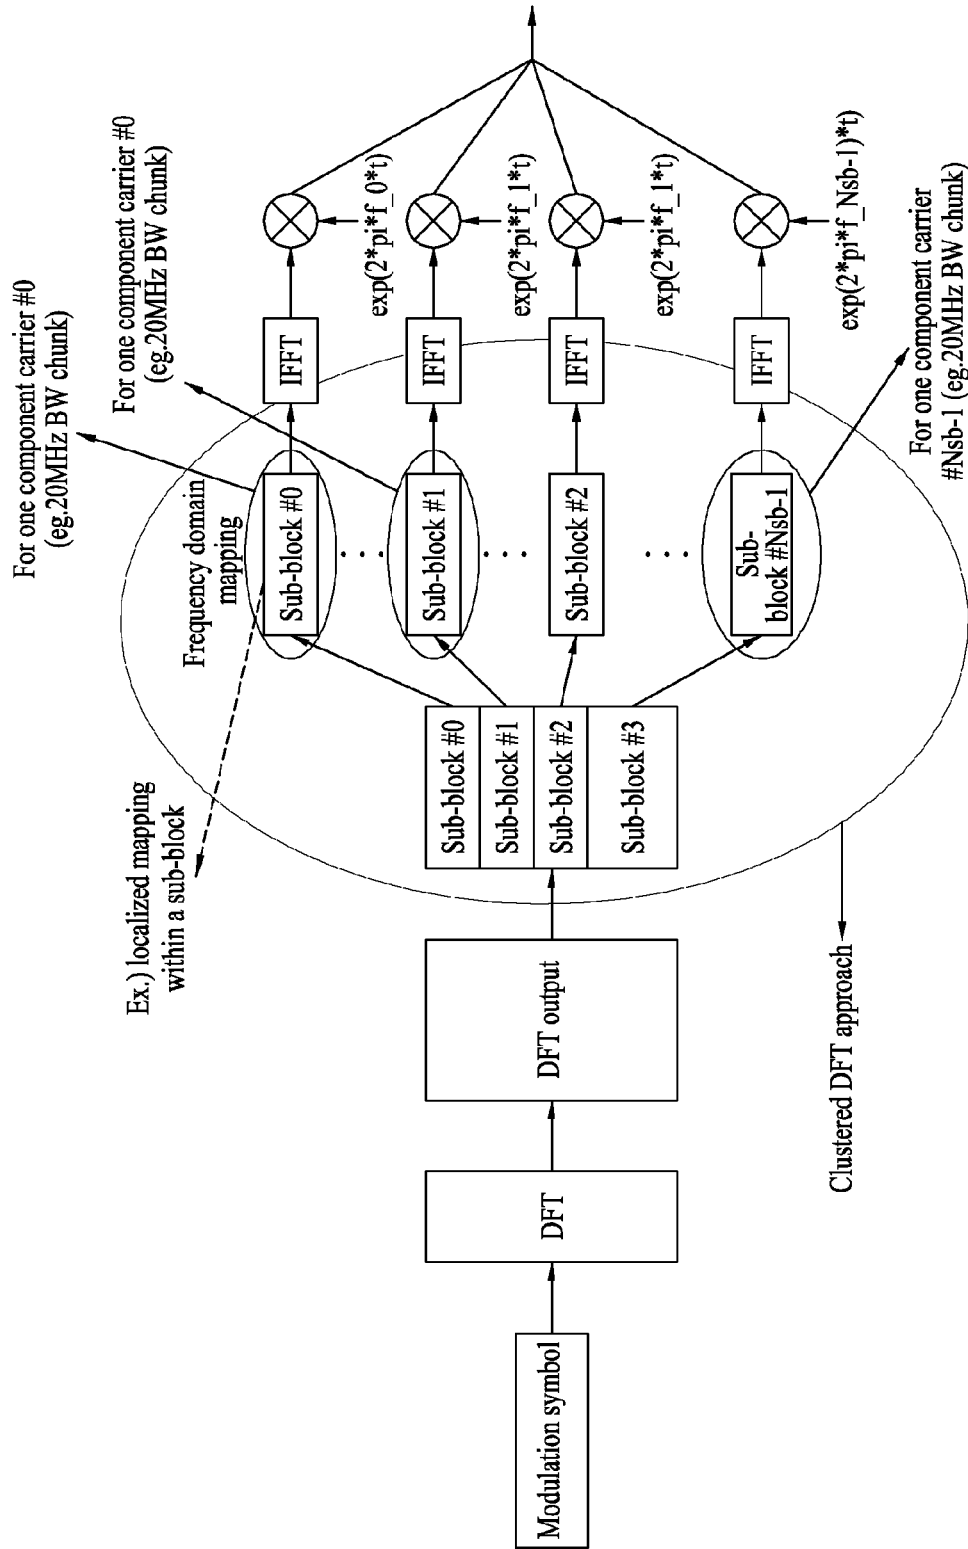 Modulation symbol
DFT
DFT output
Sub-block #0
Sub-block #1
Sub-block #2
Sub-block #3
Clustered DFT approach
Ex.) localized mapping
within a sub-block
Frequency domain
mapping
Sub-block #0
. . .
Sub-block #1
. . .
Sub-block #2
. . .
Sub-
block #Nsb-1
For one component carrier #0
(eg.20MHz BW chunk)
For one component carrier #0
(eg.20MHz BW chunk)
For one component carrier
#Nsb-1 (eg.20MHz BW chunk)
IFFT
IFFT
IFFT
IFFT
exp(2*pi*f_0*t)
exp(2*pi*f_1*t)
exp(2*pi*f_1*t)
exp(2*pi*f_Nsb-1)*t)